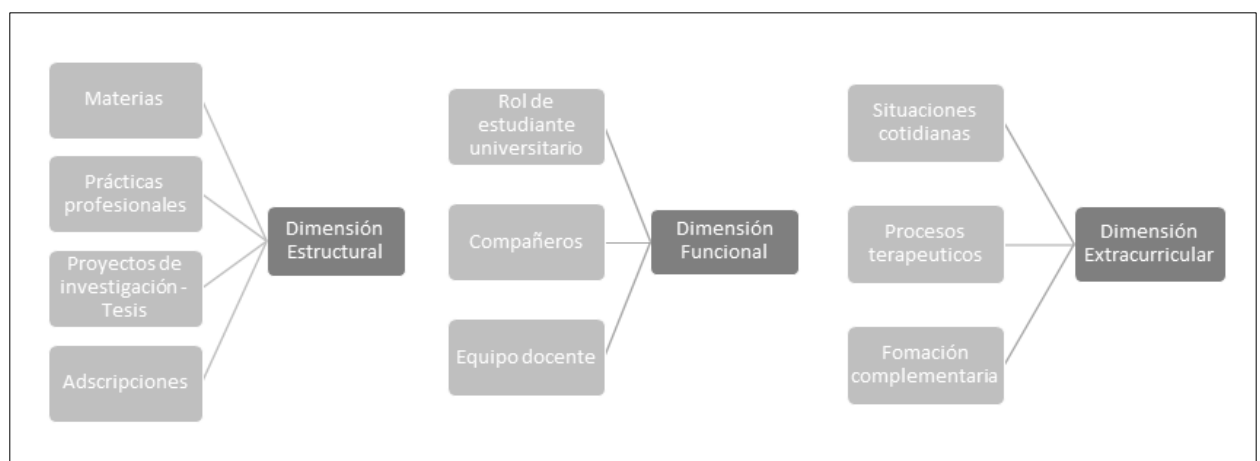 Materias
Prácticas
profesionales
Proyectos de
investigación -
Tesis
Adscripciones
Dimensión
Estructural
Rol de
estudiante
universitario
Compañeros
Equipo docente
Dimensión
Funcional
Situaciones
cotidianas
Procesos
terapeuticos
Fomación
complementaria
Dimensión
Extracurricular